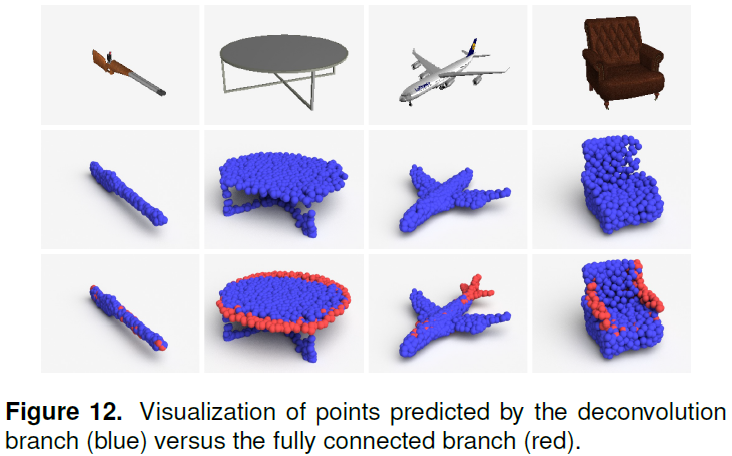 Figure 12. Visualization of points predicted by the deconvolution
branch (blue) versus the fully connected branch (red).